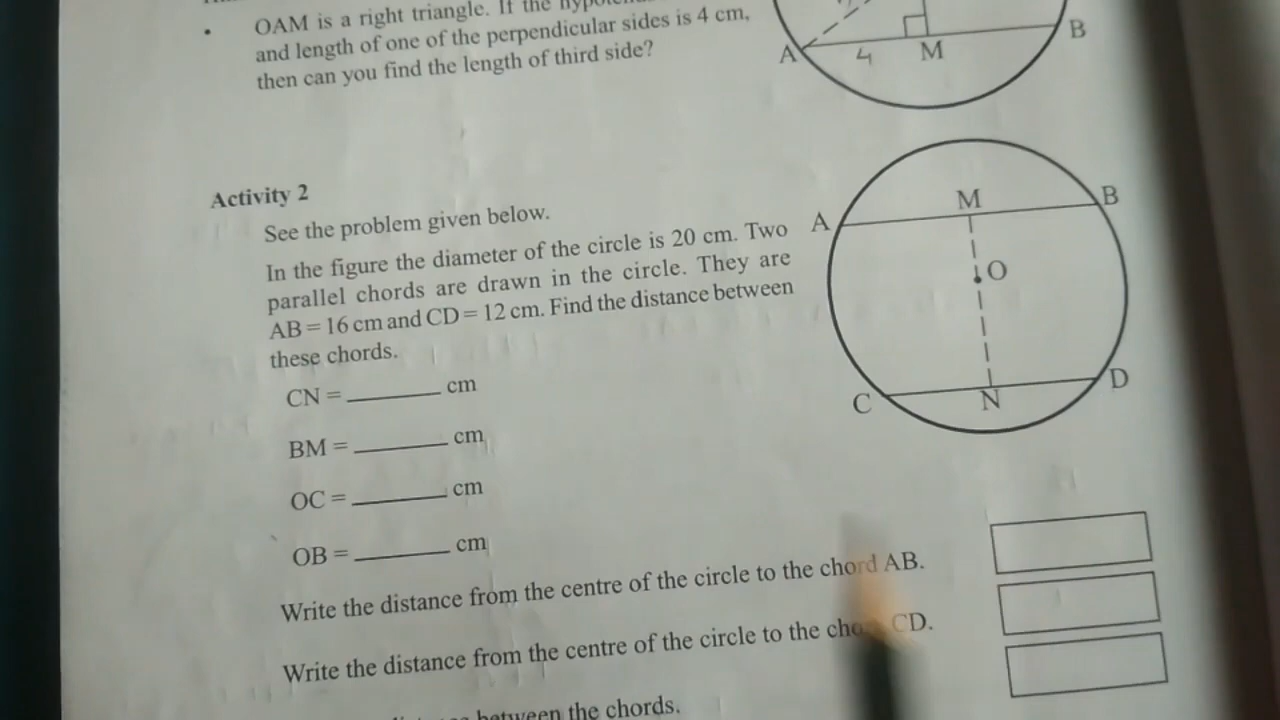 OAM is a right triangle. If the
and length of one of the perpendicular sides is 4 cm,
then can you find the length of third side?
A
4
M
B
Activity 2
See the problem given below.
In the figure the diameter of the circle is 20 cm. Two
parallel chords are drawn in the circle. They are
AB = 16 cm and CD = 12 cm. Find the distance between
these chords.
A
M
B
O
C
N
D
CN = ________ cm
BM = ________ cm
OC = ________ cm
OB = ________ cm
Write the distance from the centre of the circle to the chord AB.
Write the distance from the centre of the circle to the CD.
between the chords.